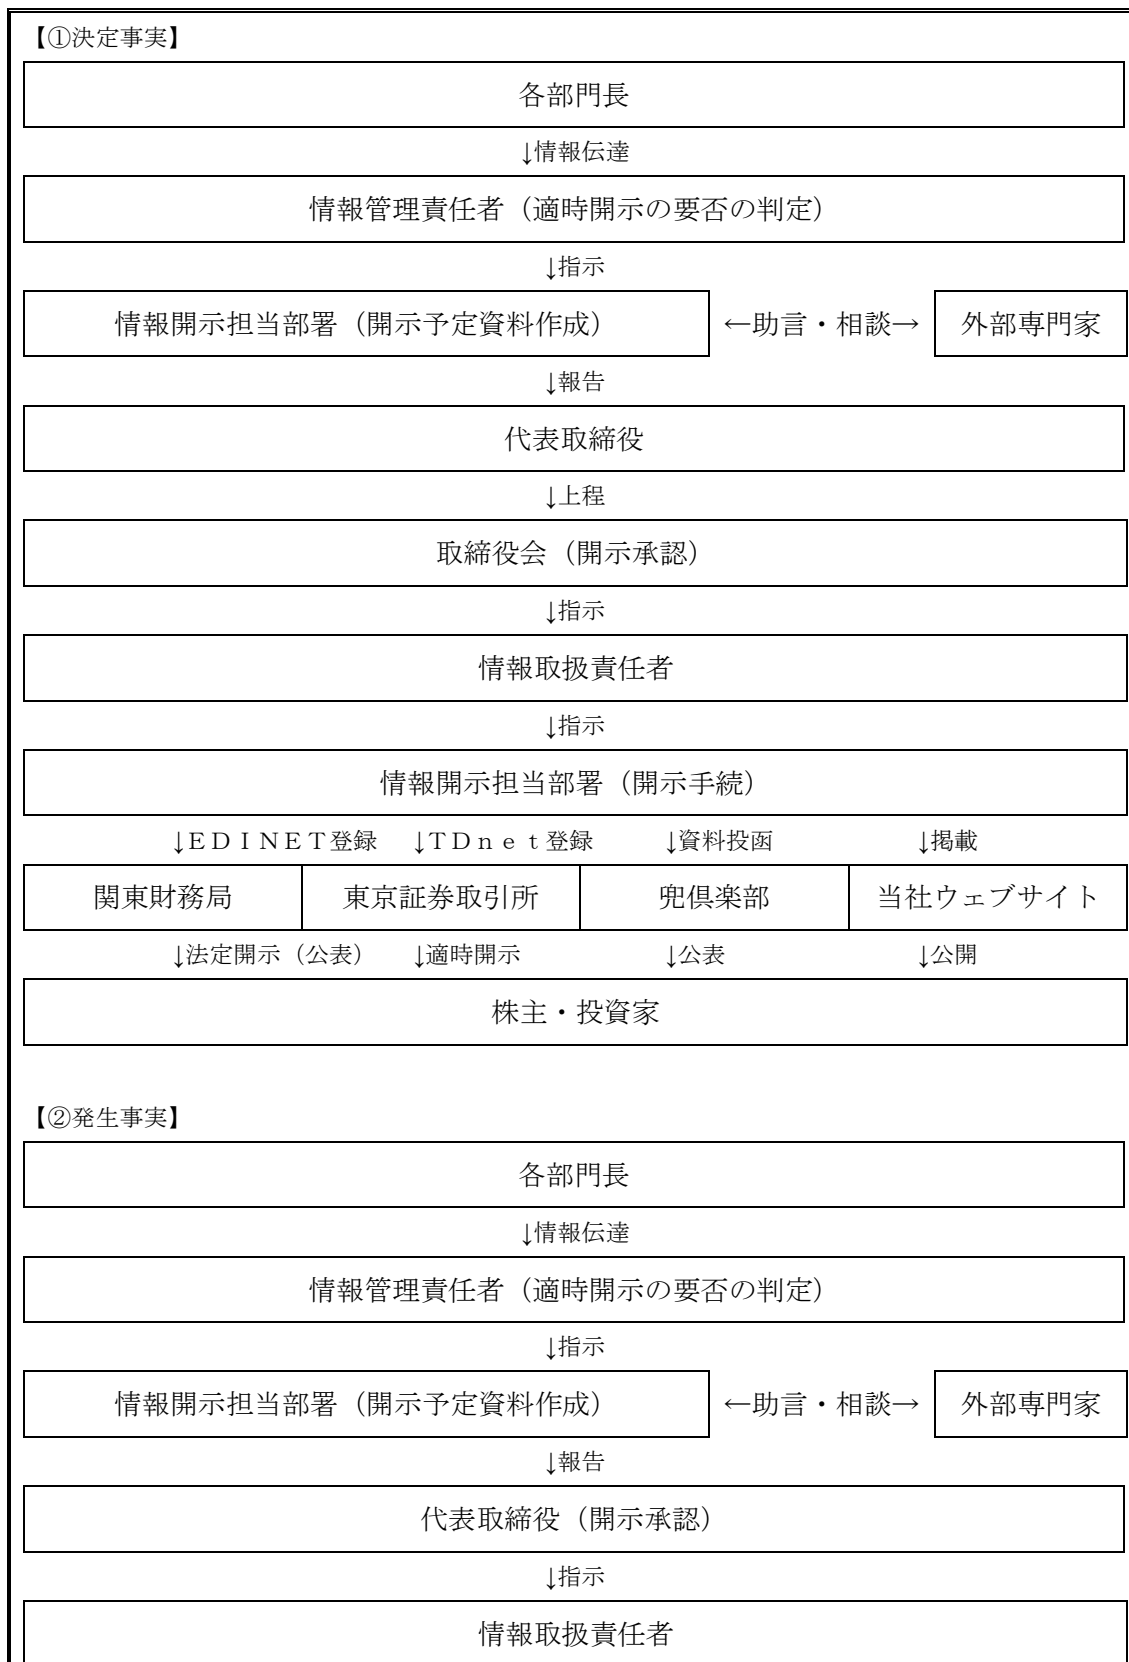 【①決定事実】
各部門長
↓情報伝達
情報管理責任者（適時開示の要否の判定）
↓指示
情報開示担当部署（開示予定資料作成） ←助言・相談→ 外部専門家
↓報告
代表取締役
↓上程
取締役会（開示承認）
↓指示
情報取扱責任者
↓指示
情報開示担当部署（開示手続）
↓ＥＤＩＮＥＴ登録 ↓ＴＤｎｅｔ登録 ↓資料投函 ↓掲載
関東財務局 東京証券取引所 兜倶楽部 当社ウェブサイト
↓法定開示（公表） ↓適時開示 ↓公表 ↓公開
株主・投資家
【②発生事実】
各部門長
↓情報伝達
情報管理責任者（適時開示の要否の判定）
↓指示
情報開示担当部署（開示予定資料作成） ←助言・相談→ 外部専門家
↓報告
代表取締役（開示承認）
↓指示
情報取扱責任者